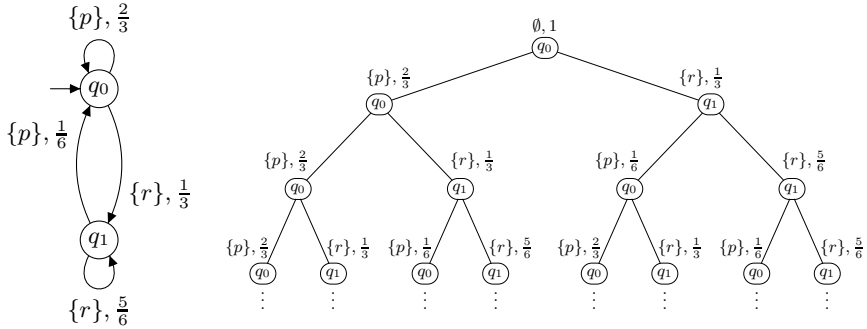 {p}, 2/3
q0
{p}, 1/6
{r}, 1/3
q1
{r}, 5/6
∅, 1
q0
{p}, 2/3
{r}, 1/3
q0
q1
{p}, 2/3
{r}, 1/3
{p}, 1/6
{r}, 5/6
q0
q1
q0
q1
{p}, 2/3
{r}, 1/3
{p}, 1/6
{r}, 5/6
{p}, 2/3
{r}, 1/3
{p}, 1/6
{r}, 5/6
q0
q1
q0
q1
q0
q1
q0
q1
⋮ ⋮ ⋮ ⋮ ⋮ ⋮ ⋮ ⋮